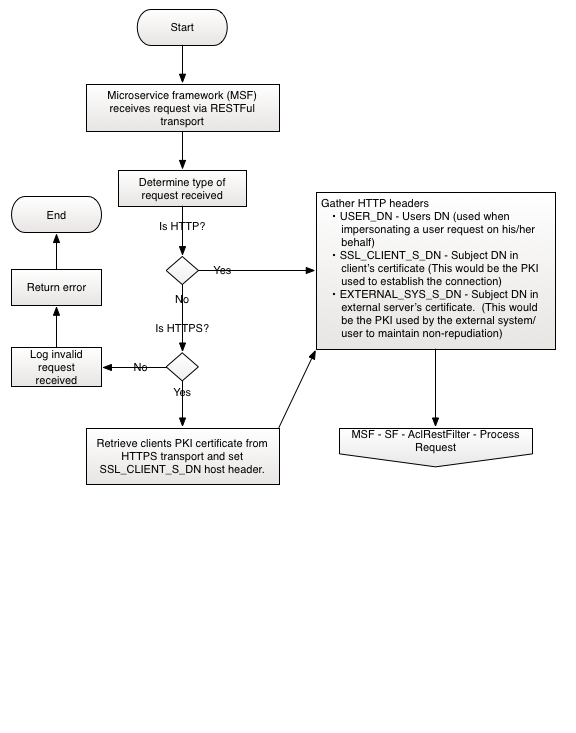 Start
Microservice framework (MSF)
receives request via RESTFul
transport
Determine type of
request received
Is HTTP?
Yes
No
Is HTTPS?
No
Yes
End
Return error
Log invalid
request
received
Retrieve clients PKI certificate from
HTTPS transport and set
SSL_CLIENT_S_DN host header.
Gather HTTP headers
• USER_DN - Users DN (used when
impersonating a user request on his/her
behalf)
• SSL_CLIENT_S_DN - Subject DN in
client's certificate (This would be the PKI
used to establish the connection)
• EXTERNAL_SYS_S_DN - Subject DN in
external server's certificate.  (This would
be the PKI used by the external system/
user to maintain non-repudiation)
MSF - SF - AclRestFilter - Process
Request